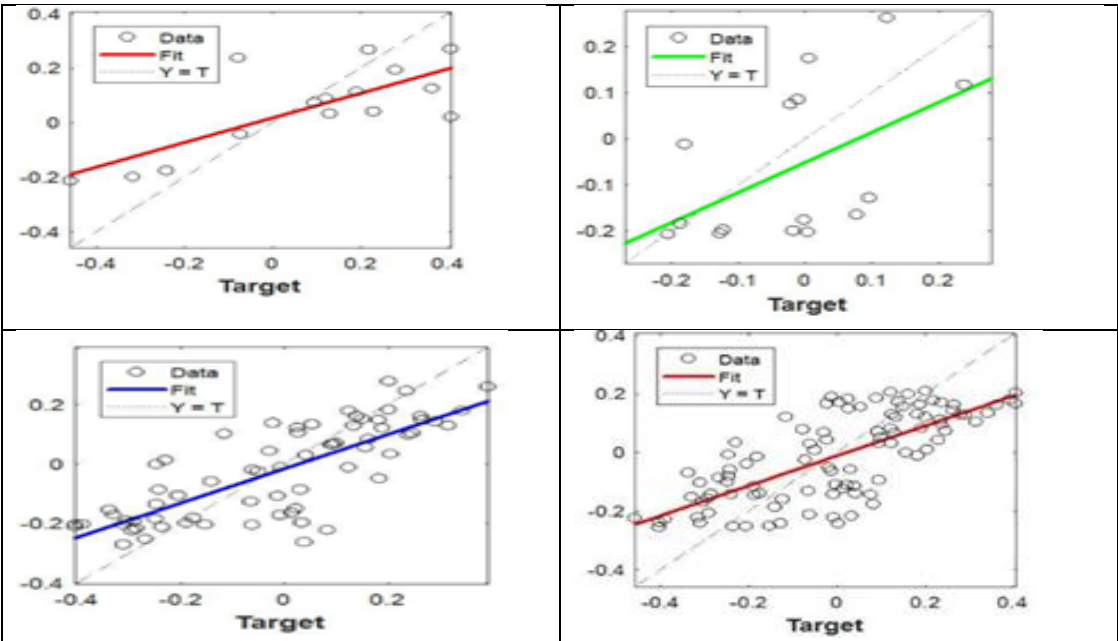 0.4
Data
Fit
Y = T
0.2
0
-0.2
-0.4
-0.4 -0.2 0 0.2 0.4
Target
Data
Fit
Y = T
0.2
0.1
0
-0.1
-0.2
-0.2 -0.1 0 0.1 0.2
Target
Data
Fit
Y = T
0.2
0
-0.2
-0.4
-0.4 -0.2 0 0.2
Target
0.4
Data
Fit
Y = T
0.2
0
-0.2
-0.4
-0.4 -0.2 0 0.2 0.4
Target